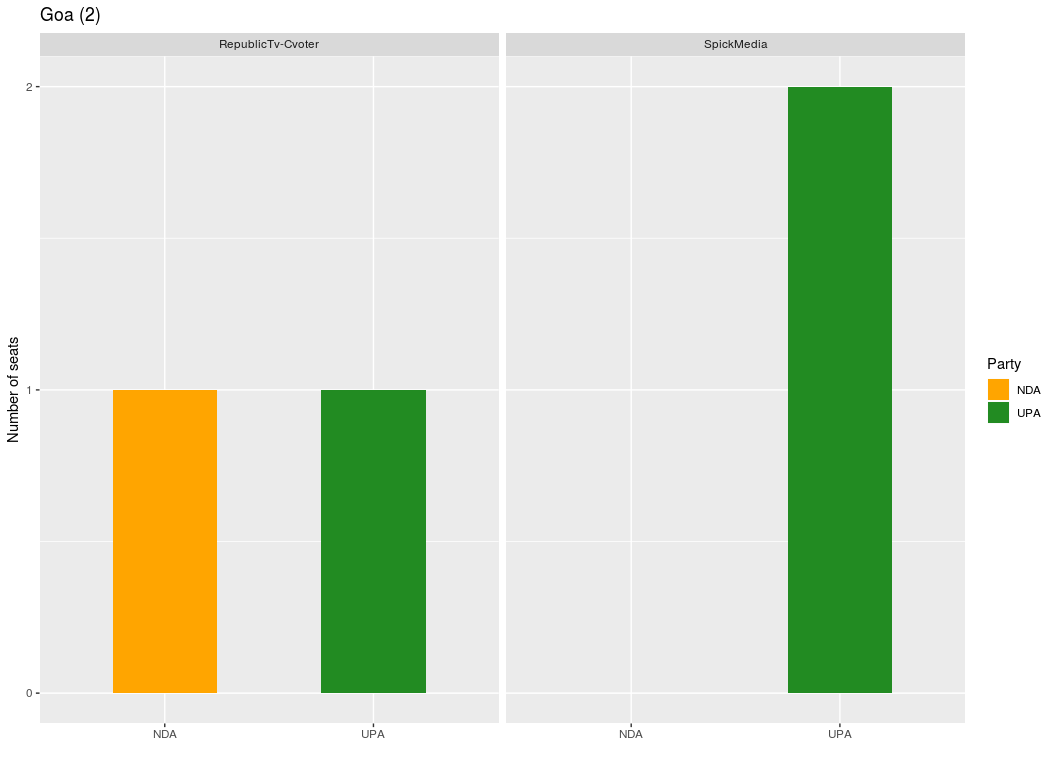 Goa (2)
RepublicTv-Cvoter
SpickMedia
Number of seats
2
1
0
NDA
UPA
NDA
UPA
Party
NDA
UPA